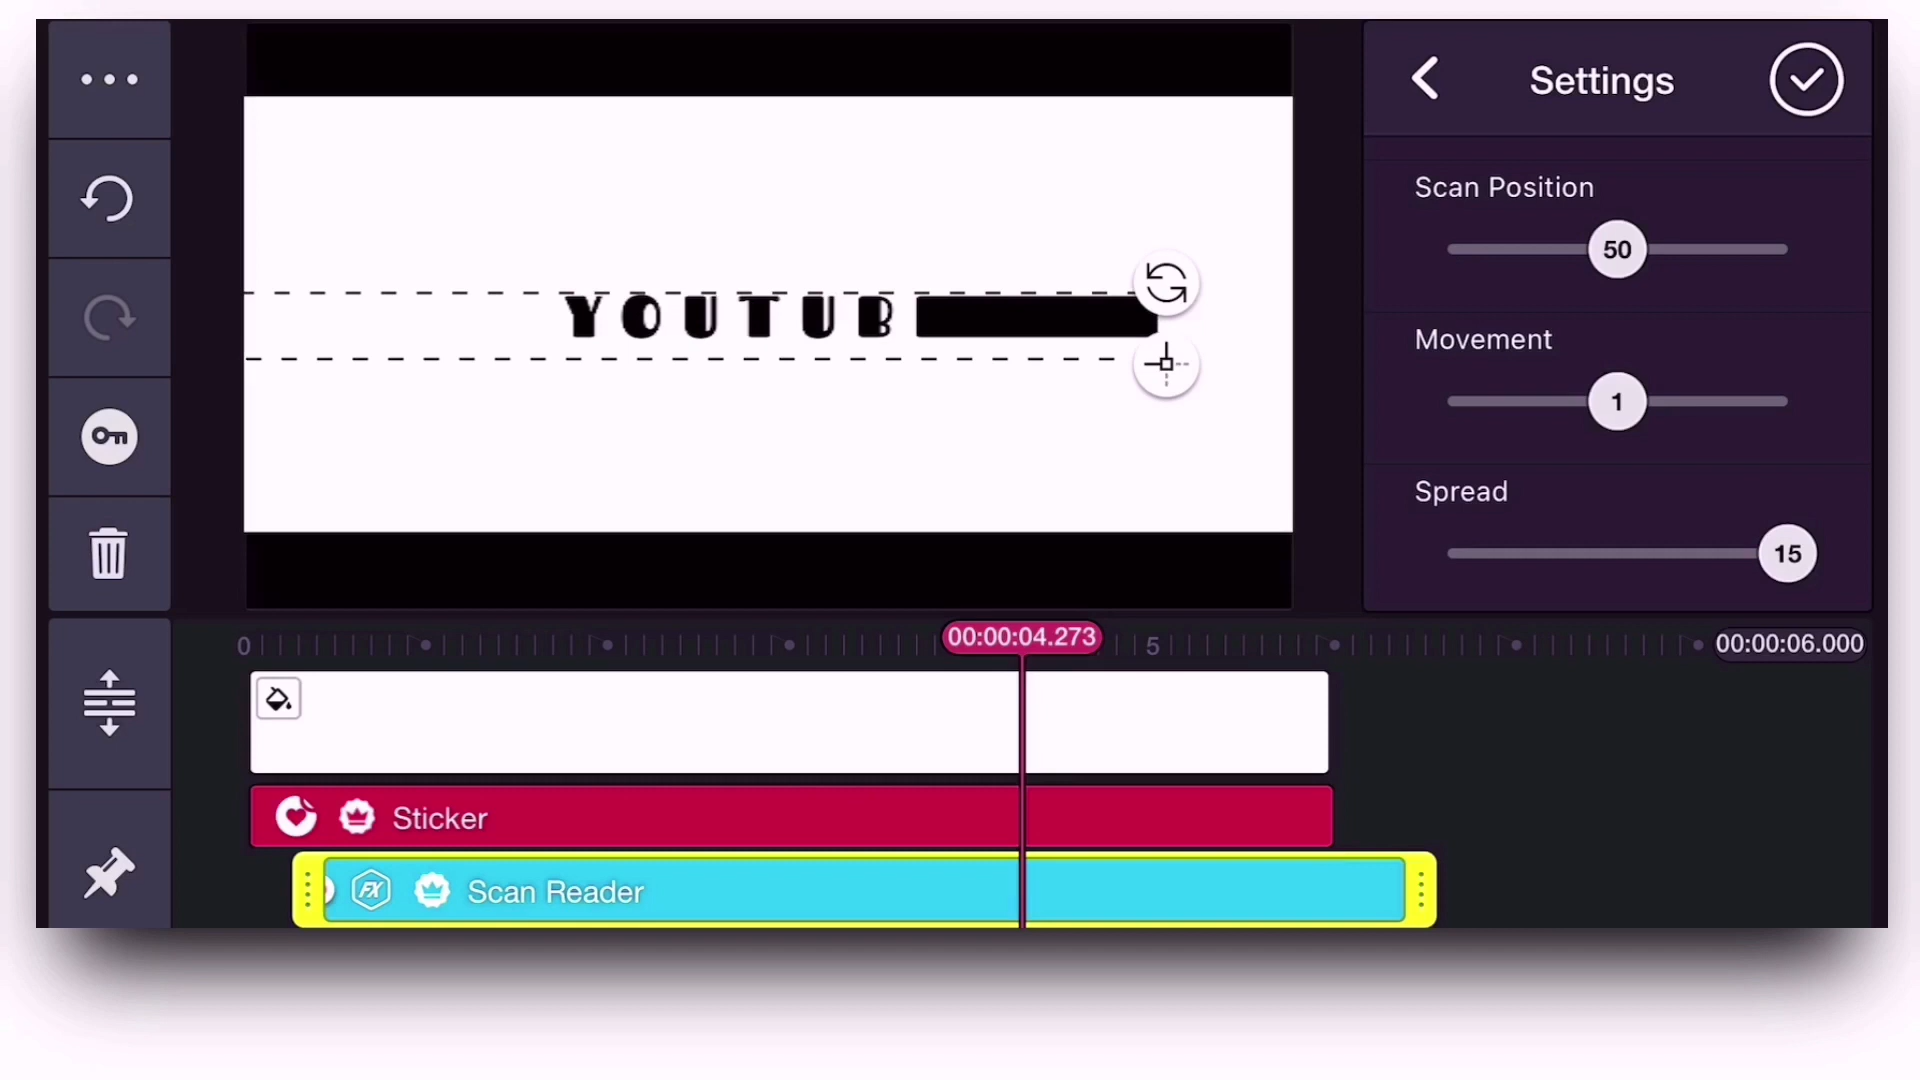 Settings
Scan Position
50
YOUTUB
Movement
1
Spread
15
0
00:00:04.273
5
00:00:06.000
Sticker
FX
Scan Reader